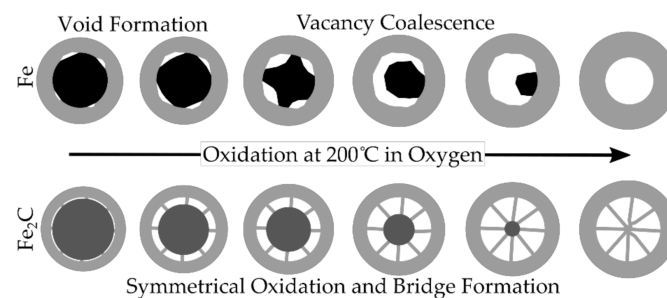 Void Formation
Vacancy Coalescence
Fe
Oxidation at 200°C in Oxygen
Fe₂C
Symmetrical Oxidation and Bridge Formation